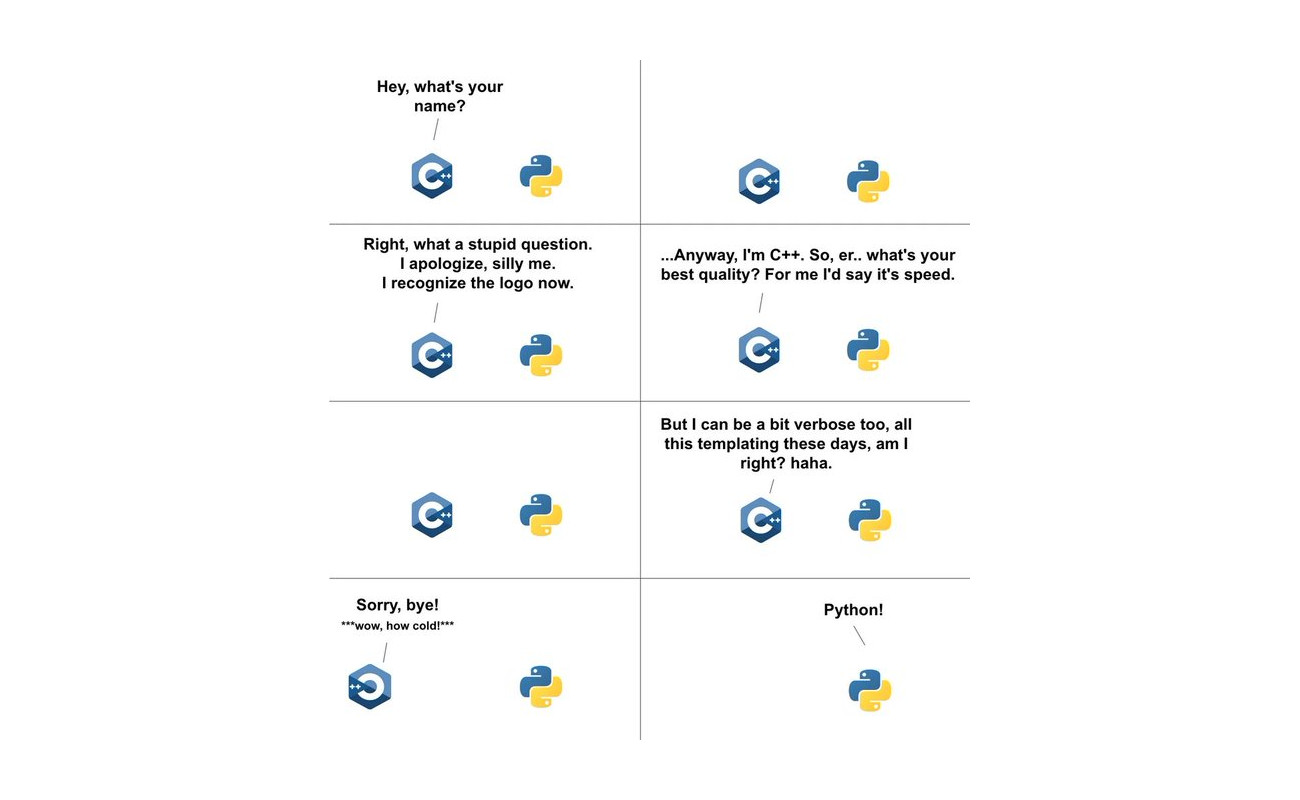 Hey, what's your
name?
Right, what a stupid question.
I apologize, silly me.
I recognize the logo now.
...Anyway, I'm C++. So, er.. what's your
best quality? For me I'd say it's speed.
But I can be a bit verbose too, all
this templating these days, am I
right? haha.
Sorry, bye!
***wow, how cold!***
Python!